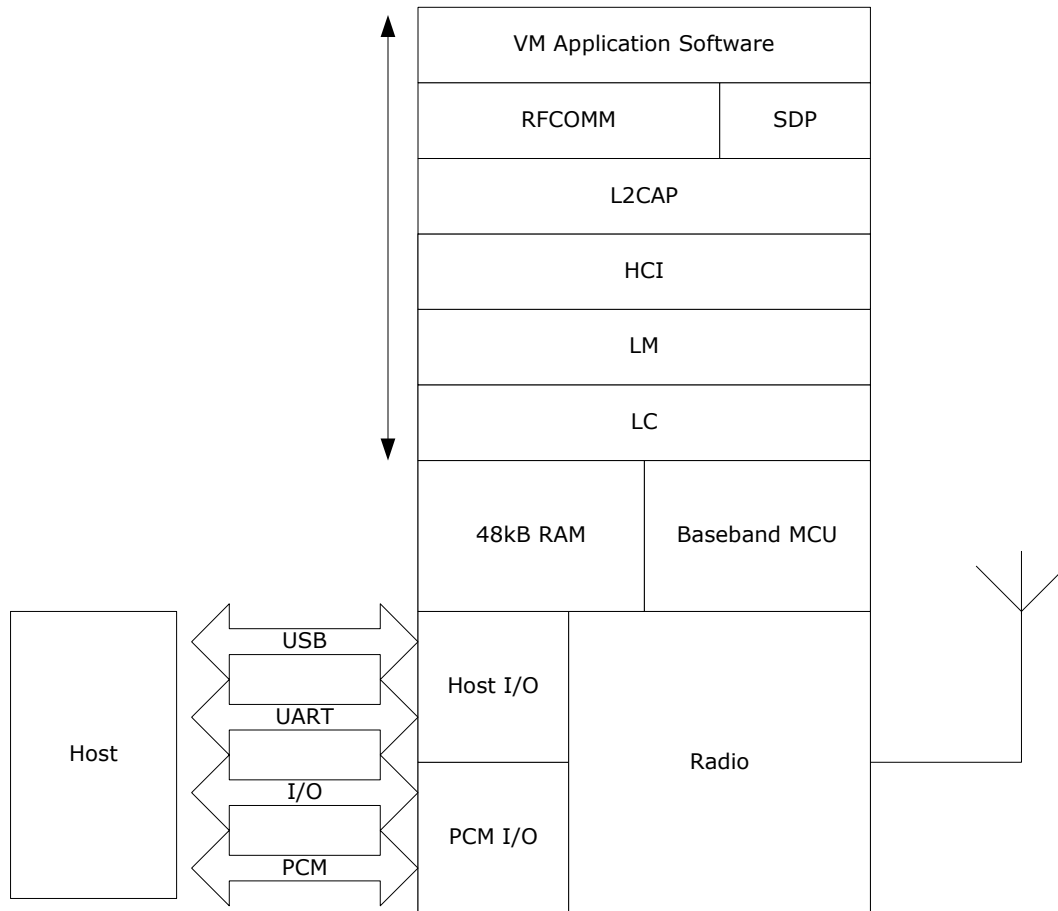 VM Application Software
RFCOMM
SDP
L2CAP
HCI
LM
LC
48kB RAM
Baseband MCU
USB
Host I/O
UART
Host
Radio
I/O
PCM I/O
PCM